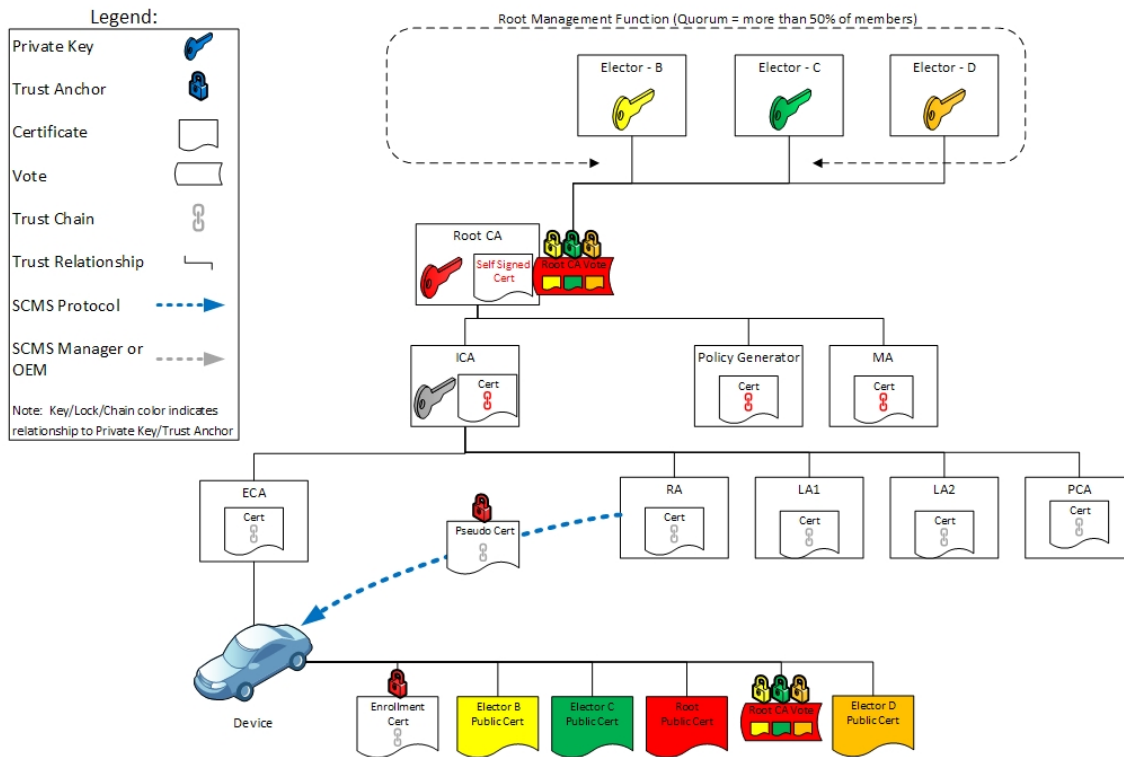 Legend:
Private Key
Trust Anchor
Certificate
Vote
Trust Chain
Trust Relationship
SCMS Protocol
SCMS Manager or
OEM
Note: Key/Lock/Chain color indicates
relationship to Private Key/Trust Anchor
Root Management Function (Quorum = more than 50% of members)
Elector - B
Elector - C
Elector - D
Root CA
Self Signed
Cert
Root CA Vote
ICA
Cert
Policy Generator
Cert
MA
Cert
ECA
Cert
Pseudo Cert
RA
Cert
LA1
Cert
LA2
Cert
PCA
Cert
Device
Enrollment
Cert
Elector B
Public Cert
Elector C
Public Cert
Root
Public Cert
Root CA Vote
Elector D
Public Cert